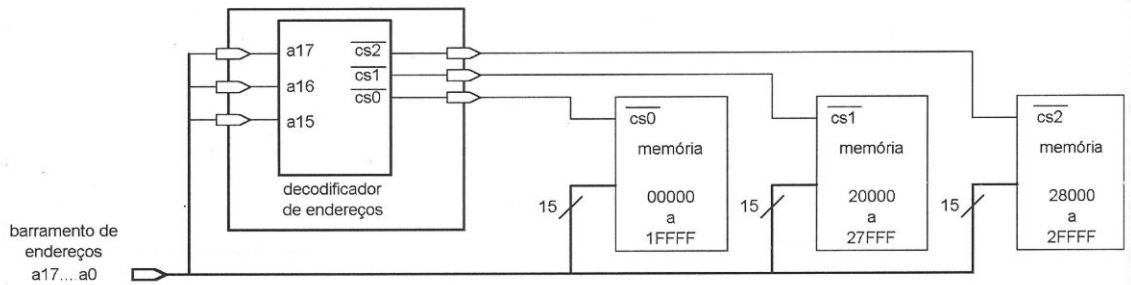 a17
a16
a15
cs2
cs1
cs0
decodificador
de endereços
barramento de
endereços
a17... a0
15
cs0
memória
00000
a
1FFFF
15
cs1
memória
20000
a
27FFF
15
cs2
memória
28000
a
2FFFF